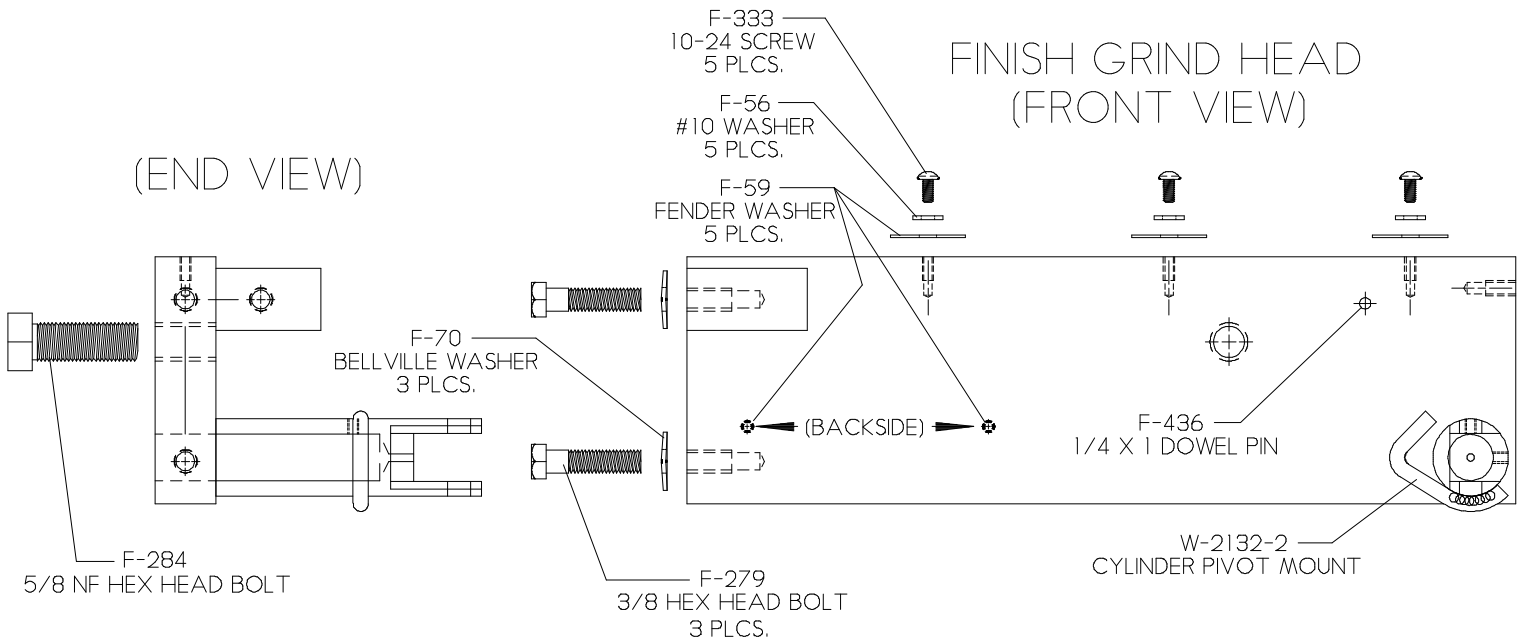 F-333
10-24 SCREW
5 PLCS.
FINISH GRIND HEAD
(FRONT VIEW)
F-56
#10 WASHER
5 PLCS.
(END VIEW)
F-59
FENDER WASHER
5 PLCS.
F-70
BELLVILLE WASHER
3 PLCS.
(BACKSIDE)
F-436
1/4 X 1 DOWEL PIN
F-284
5/8 NF HEX HEAD BOLT
F-279
3/8 HEX HEAD BOLT
3 PLCS.
W-2132-2
CYLINDER PIVOT MOUNT